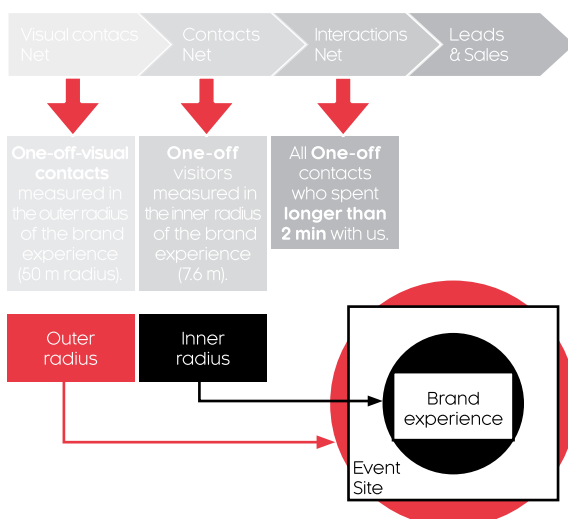 Visual contacs
Net
Contacts
Net
Interactions
Net
Leads
& Sales
One-off-visual
contacts
measured in
the outer radius
of the brand
experience
(50 m radius).
One-off
visitors
measured in
the inner radius
of the brand
experience
(7.6 m).
All One-off
contacts
who spent
longer than
2 min with us.
Outer
radius
Inner
radius
Brand
experience
Event
Site